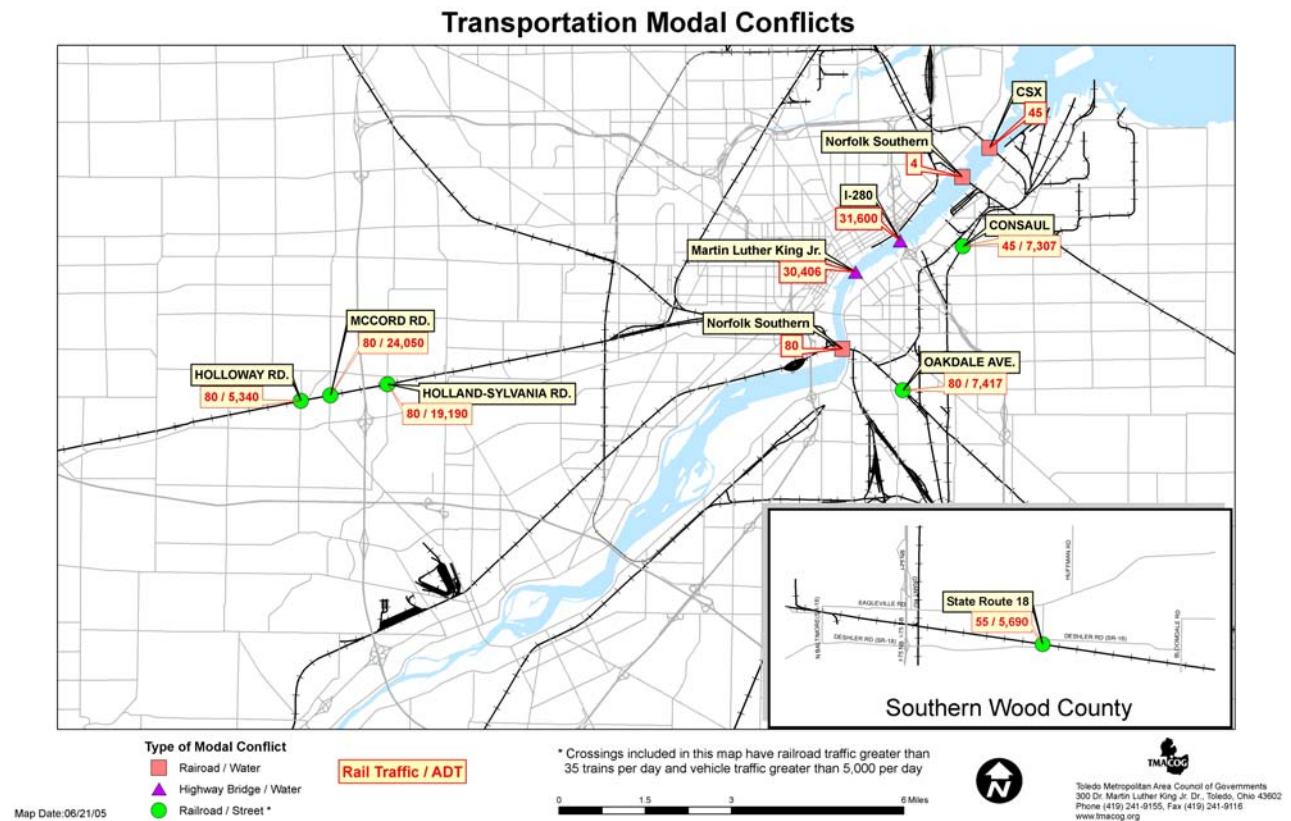 Transportation Modal Conflicts
CSX
45
Norfolk Southern
4
I-280
31,600
CONSAUL
45 / 7,307
Martin Luther King Jr.
30,406
MCCORD RD.
80 / 24,050
Norfolk Southern
80
OAKDALE AVE.
80 / 7,417
HOLLOWAY RD.
80 / 5,340
HOLLAND-SYLVANIA RD.
80 / 19,190
HUFFMAN RD
State Route 18
55 / 5,690
EAGLEVILLE RD
DESHLER RD (SR-18)
DESHLER RD (SR-18)
BLOOMDALE RD
I-75 NB
I-75 SB
Southern Wood County
Type of Modal Conflict
Rairoad / Water
Highway Bridge / Water
Railroad / Street *
Rail Traffic / ADT
* Crossings included in this map have railroad traffic greater than
35 trains per day and vehicle traffic greater than 5,000 per day
0 1.5 3 6 Miles
N
TMACOG
Toledo Metropolitan Area Council of Governments
300 Dr. Martin Luther King Jr. Dr., Toledo, Ohio 43602
Phone (419) 241-9155, Fax (419) 241-9116
www.tmacog.org
Map Date:06/21/05